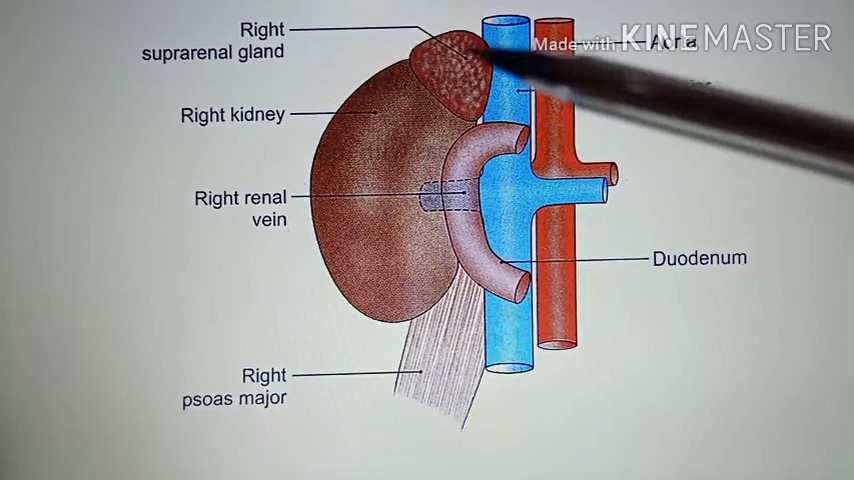 Right
suprarenal gland
Made with KINEMASTER
Right kidney
Right renal
vein
Duodenum
Right
psoas major